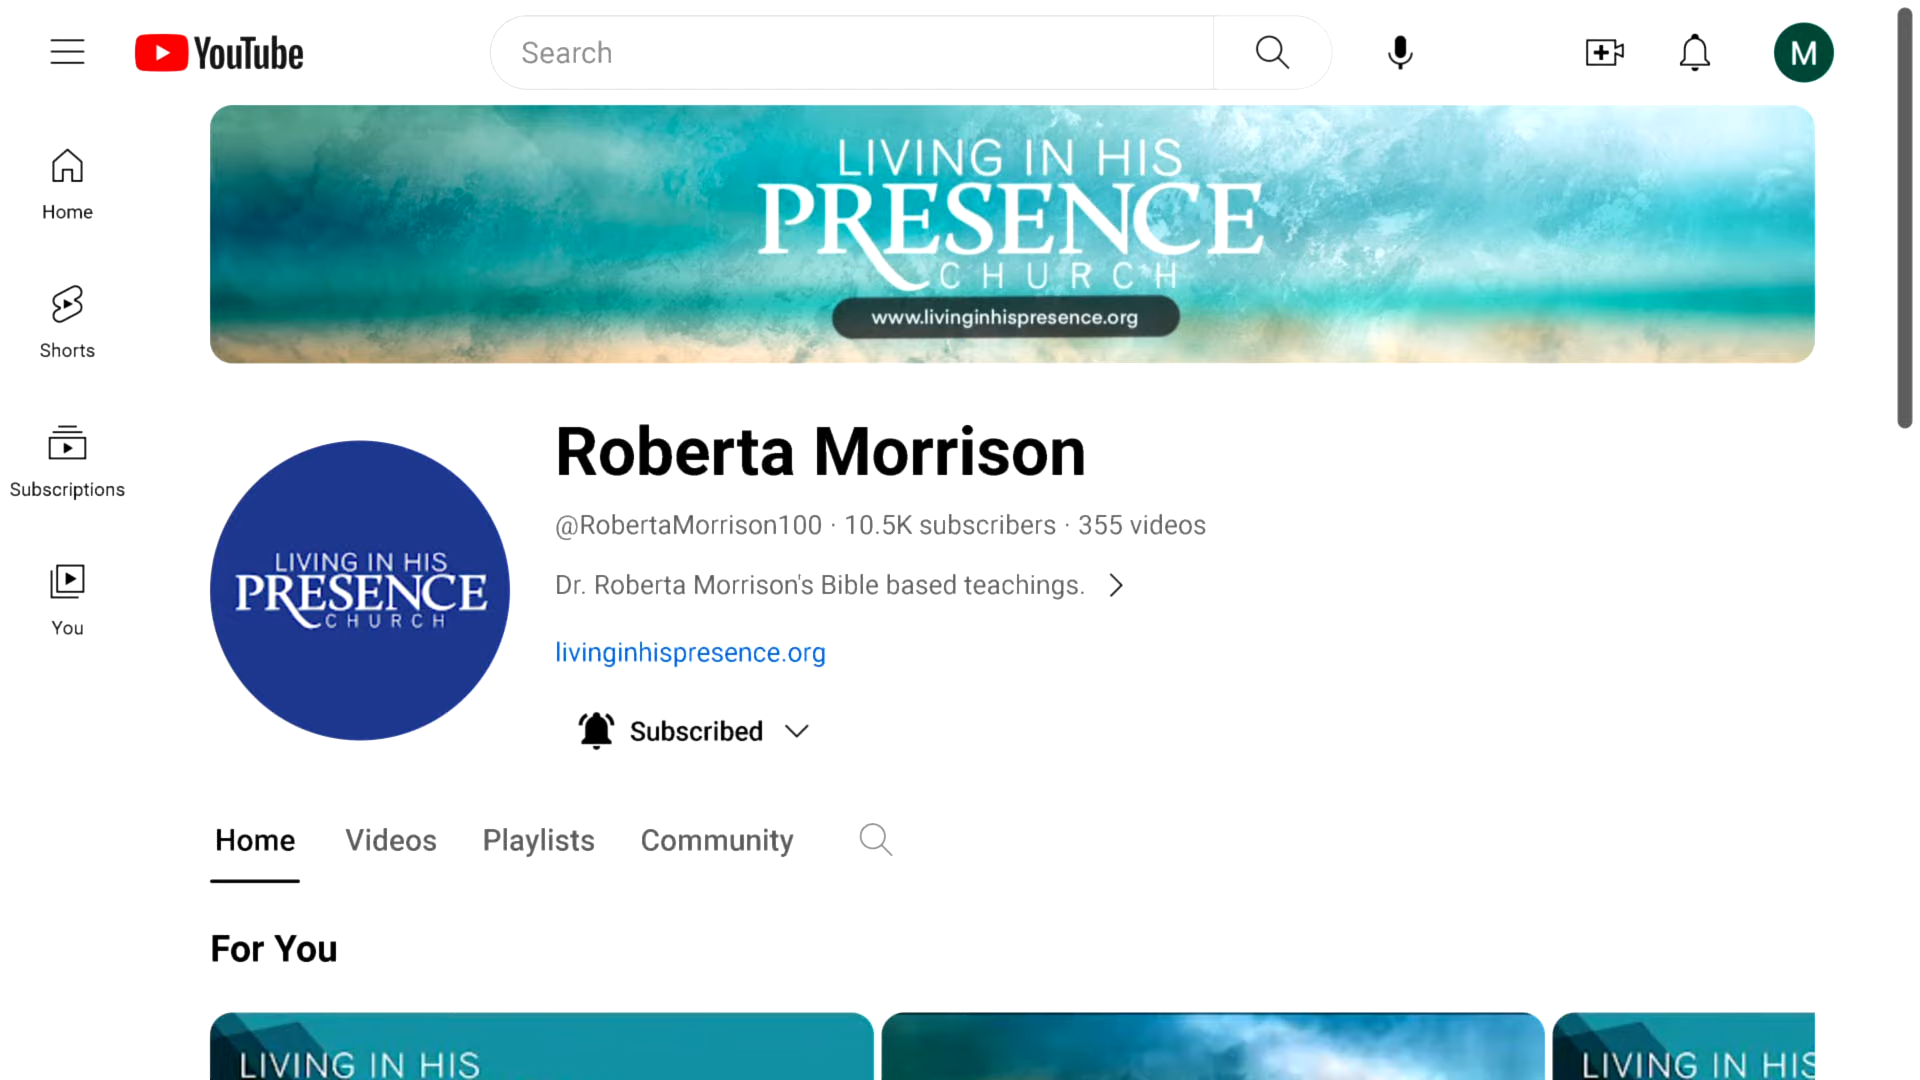 YouTube
Search
M
Home
Shorts
Subscriptions
You
LIVING IN HIS
PRESENCE
CHURCH
www.livinginhispresence.org
LIVING IN HIS
PRESENCE
CHURCH
Roberta Morrison
@RobertaMorrison100 · 10.5K subscribers · 355 videos
Dr. Roberta Morrison's Bible based teachings.
livinginhispresence.org
Subscribed
Home Videos Playlists Community
For You
LIVING IN HIS
LIVING IN HIS